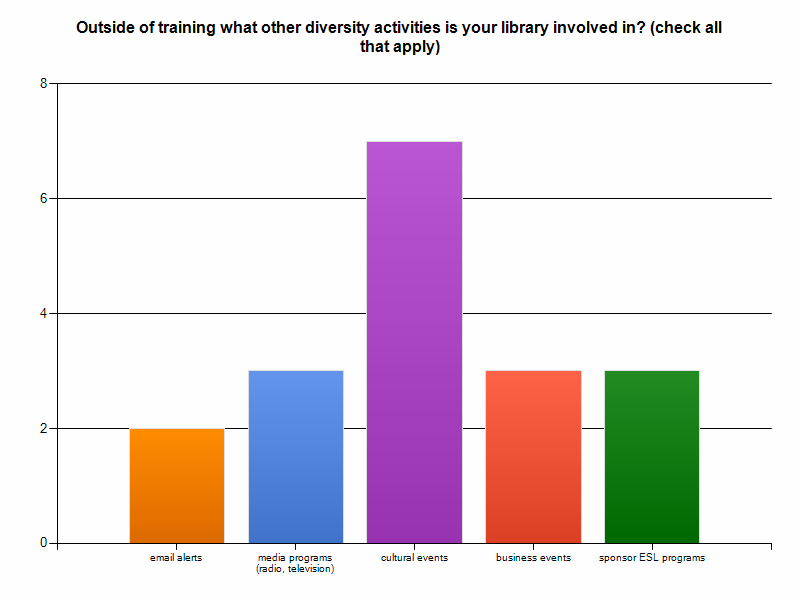 Outside of training what other diversity activities is your library involved in? (check all
that apply)
8
6
4
2
0
email alerts
media programs
(radio, television)
cultural events
business events
sponsor ESL programs